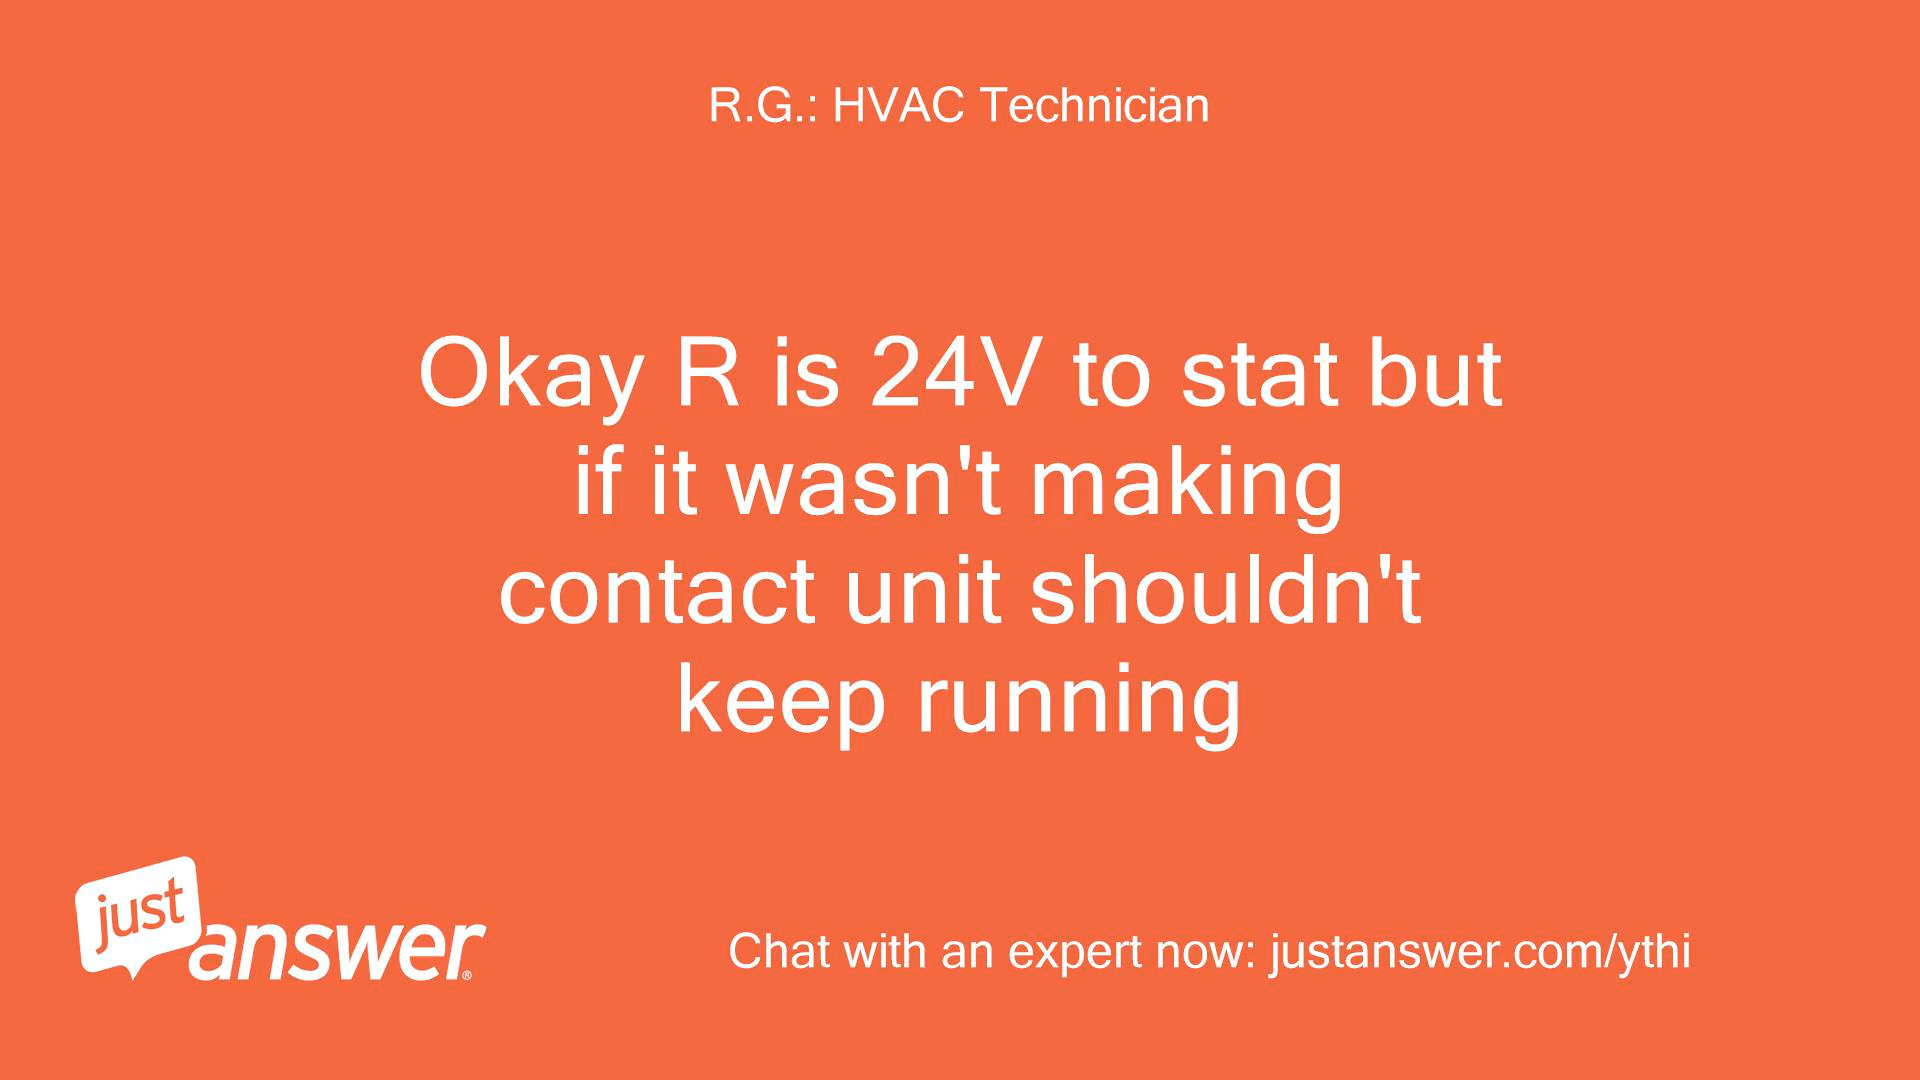 R.G.: HVAC Technician
Okay R is 24V to stat but
if it wasn't making
contact unit shouldn't
keep running
just
answer®
Chat with an expert now: justanswer.com/ythi